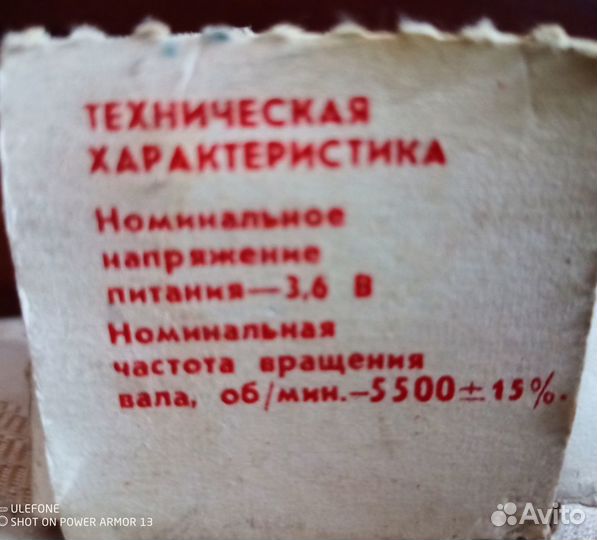 ТЕХНИЧЕСКАЯ
ХАРАКТЕРИСТИКА
Номинальное
напряжение
питания—3,6 В
Номинальная
частота вращения
вала, об/мин.—5500±15%.
ULEFONE
SHOT ON POWER ARMOR 13
Avito